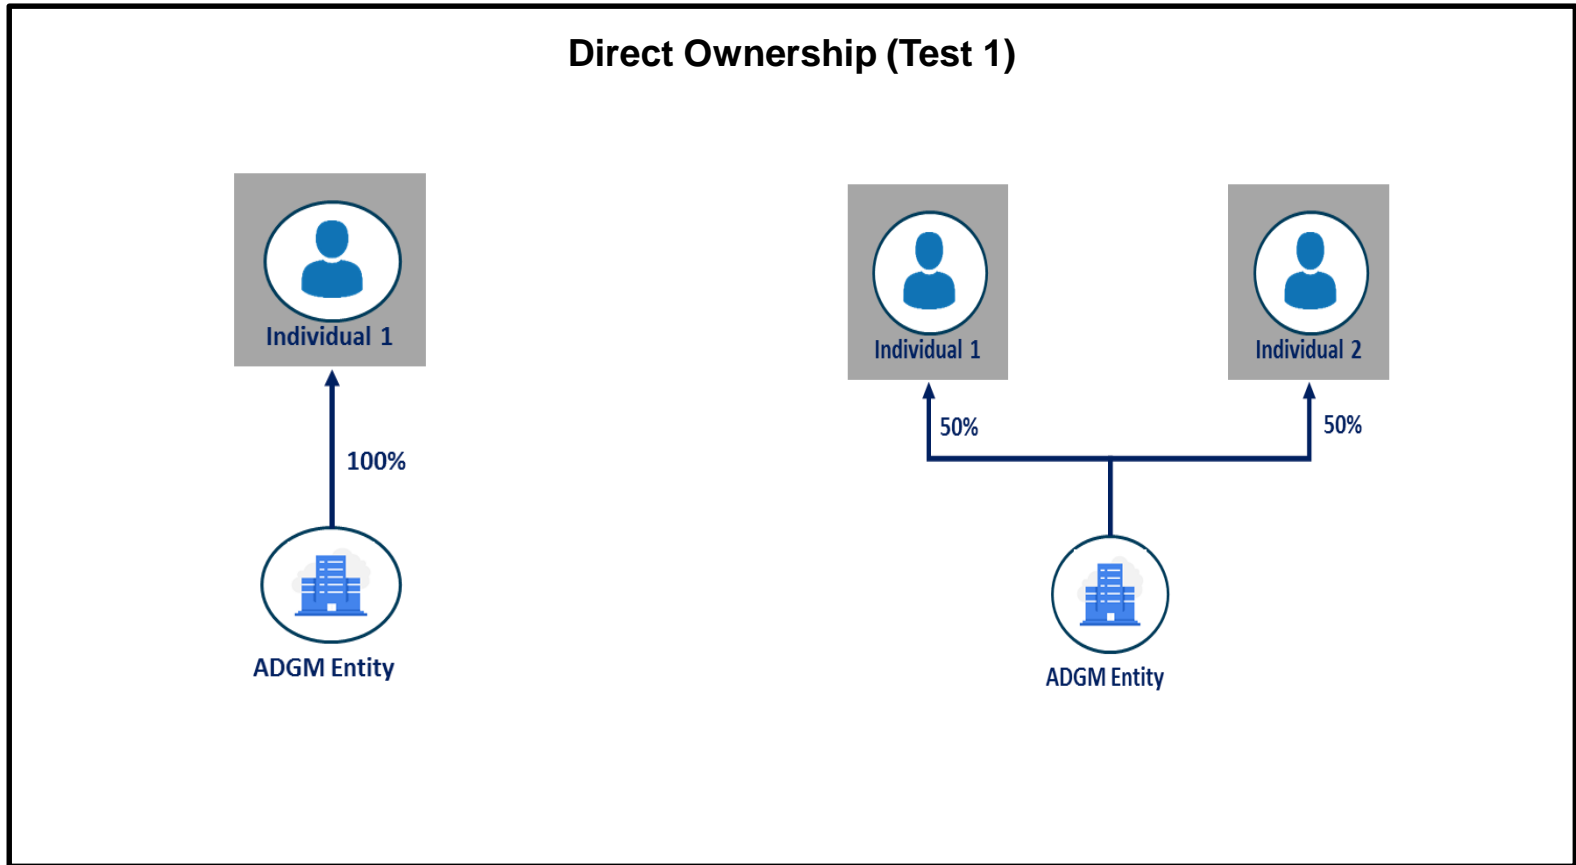 Direct Ownership (Test 1)
Individual 1
100%
ADGM Entity
Individual 1
Individual 2
50%
50%
ADGM Entity